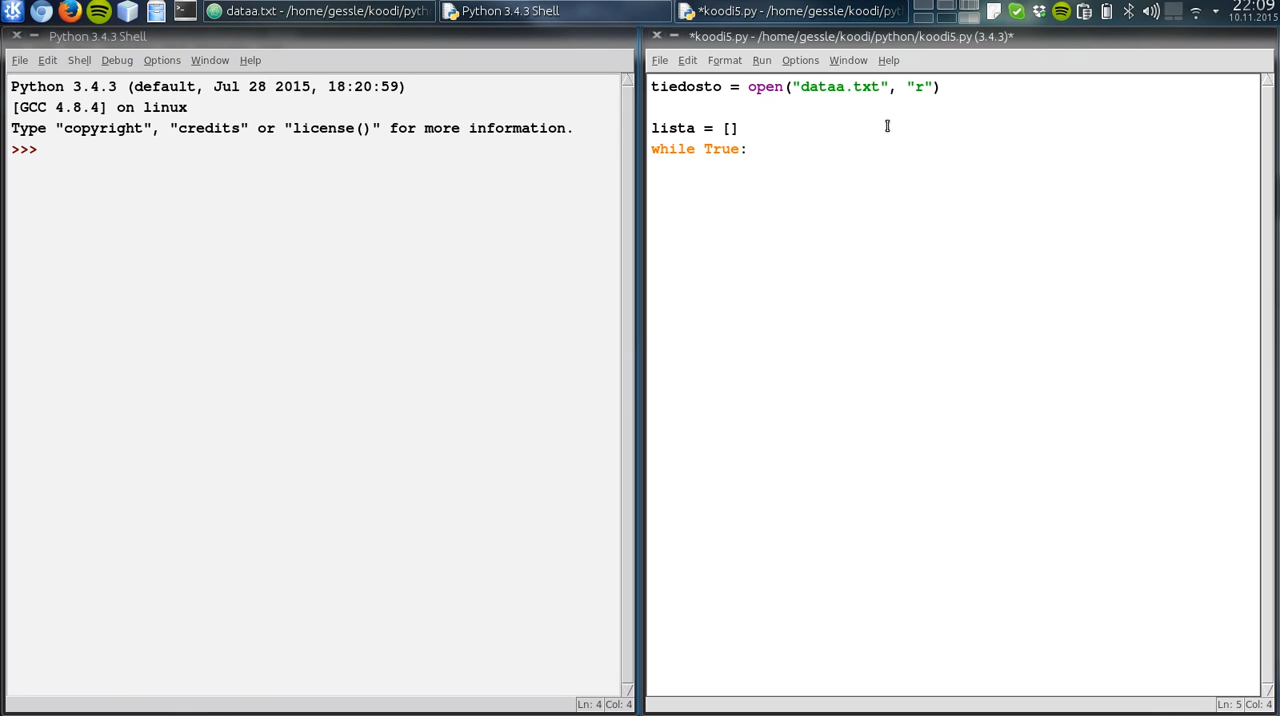 dataa.txt - /home/gessle/koodi/pyth
Python 3.4.3 Shell
*koodi5.py - /home/gessle/koodi/pyt
22:09
10.11.2015
Python 3.4.3 Shell
File Edit Shell Debug Options Window Help
Python 3.4.3 (default, Jul 28 2015, 18:20:59)
[GCC 4.8.4] on linux
Type "copyright", "credits" or "license()" for more information.
>>>
Ln: 4 Col: 4
*koodi5.py - /home/gessle/koodi/python/koodi5.py (3.4.3)*
File Edit Format Run Options Window Help
tiedosto = open("dataa.txt", "r")
lista = []
while True:
Ln: 5 Col: 4